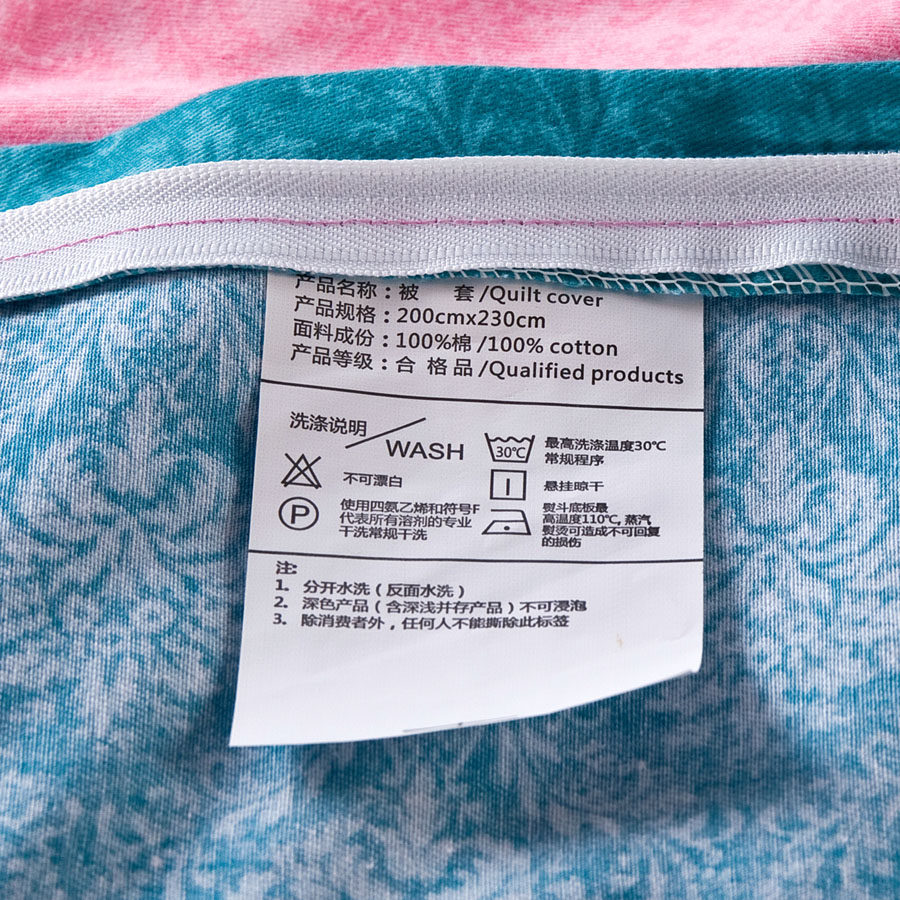 产品名称：被 套/Quilt cover
产品规格：200cmx230cm
面料成份：100%棉/100% cotton
产品等级：合 格 品/Qualified products
洗涤说明/WASH
30℃
最高洗涤温度30℃
常规程序
不可漂白
悬挂晾干
P
使用四氯乙烯和符号F
代表所有溶剂的专业
干洗常规干洗
熨斗底板最
高温度110℃, 蒸汽
熨烫可造成不可回复
的损伤
注:
1. 分开水洗（反面水洗）
2. 深色产品（含深浅并存产品）不可浸泡
3. 除消费者外，任何人不能撕除此标签